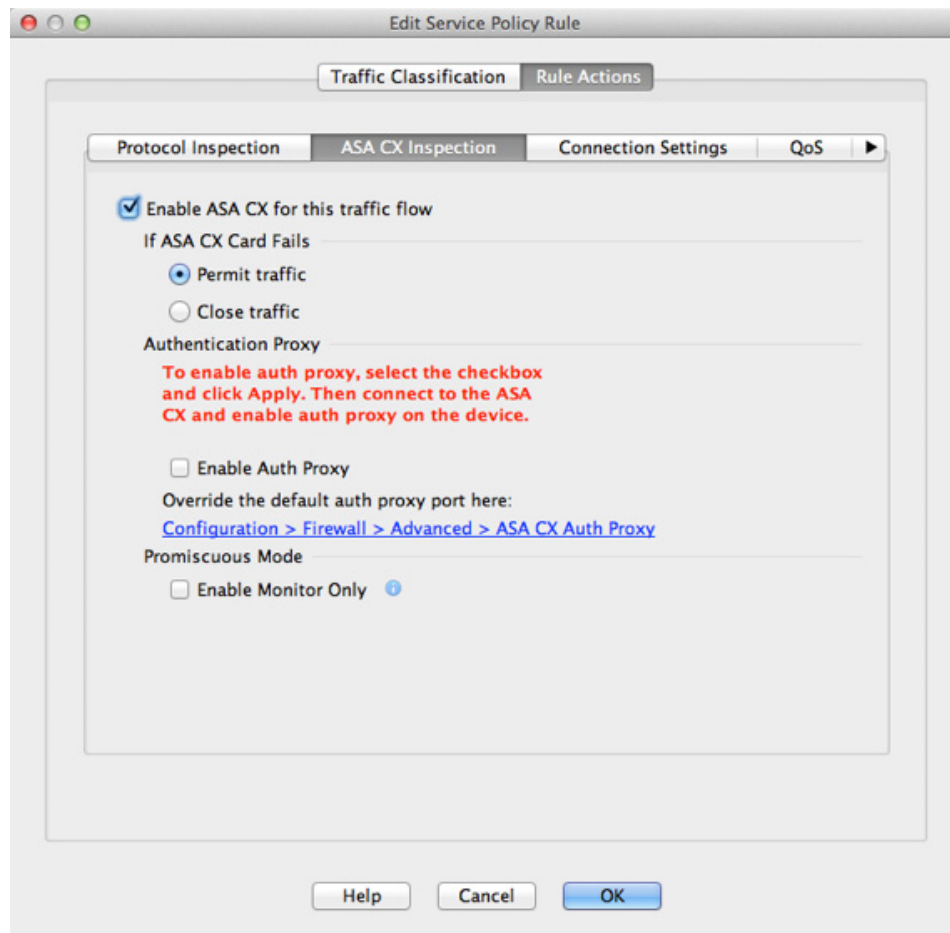 Edit Service Policy Rule
Traffic Classification Rule Actions
Protocol Inspection ASA CX Inspection Connection Settings QoS
Enable ASA CX for this traffic flow
If ASA CX Card Fails
Permit traffic
Close traffic
Authentication Proxy
To enable auth proxy, select the checkbox
and click Apply. Then connect to the ASA
CX and enable auth proxy on the device.
Enable Auth Proxy
Override the default auth proxy port here:
Configuration > Firewall > Advanced > ASA CX Auth Proxy
Promiscuous Mode
Enable Monitor Only
Help Cancel OK